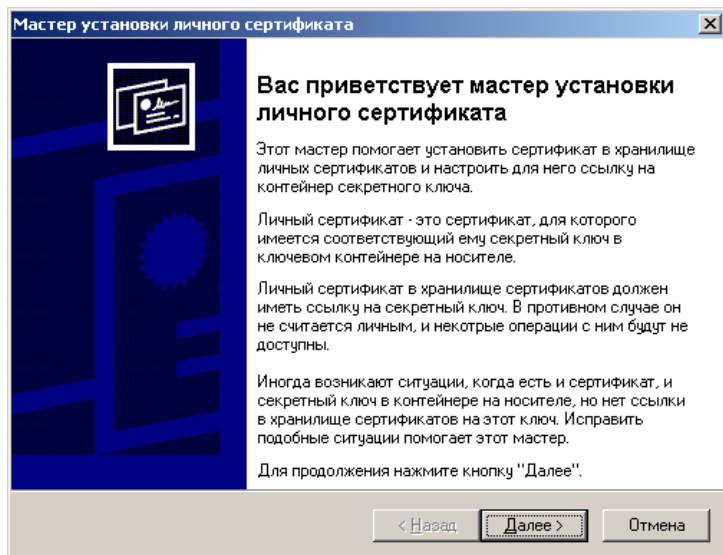 Мастер установки личного сертификата
Вас приветствует мастер установки
личного сертификата
Этот мастер помогает установить сертификат в хранилище
личных сертификатов и настроить для него ссылку на
контейнер секретного ключа.
Личный сертификат - это сертификат, для которого
имеется соответствующий ему секретный ключ в
ключевом контейнере на носителе.
Личный сертификат в хранилище сертификатов должен
иметь ссылку на секретный ключ. В противном случае он
не считается личным, и некотрые операции с ним будут не
доступны.
Иногда возникают ситуации, когда есть и сертификат, и
секретный ключ в контейнере на носителе, но нет ссылки
в хранилище сертификатов на этот ключ. Исправить
подобные ситуации помогает этот мастер.
Для продолжения нажмите кнопку "Далее".
< Назад Далее > Отмена